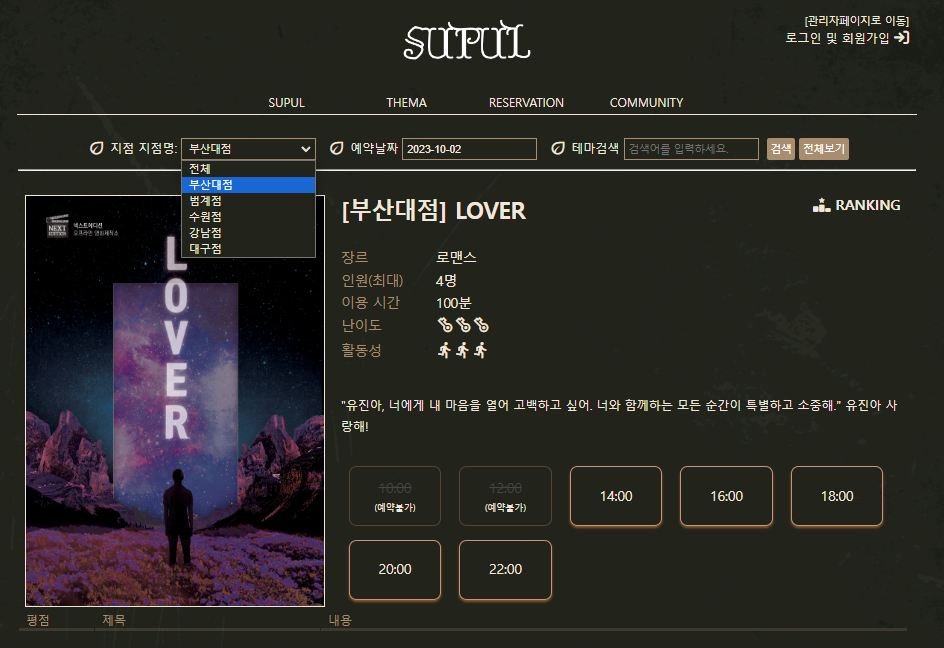 [관리자페이지로 이동]
로그인 및 회원가입
SUPUL
SUPUL THEMA RESERVATION COMMUNITY
지점 지점명: 부산대점 예약날짜 2023-10-02 테마검색 검색어를 입력하세요. 검색 전체보기
전체
부산대점
범계점
수원점
강남점
대구점
NEXT EDITION
넥스트에디션
오프라인 영화제작소
LOVER
[부산대점] LOVER
RANKING
장르 로맨스
인원(최대) 4명
이용 시간 100분
난이도
활동성
"유진아, 너에게 내 마음을 열어 고백하고 싶어. 너와 함께하는 모든 순간이 특별하고 소중해." 유진아 사
랑해!
10:00 12:00 14:00 16:00 18:00
(예약불가) (예약불가)
20:00 22:00
평점 제목 내용